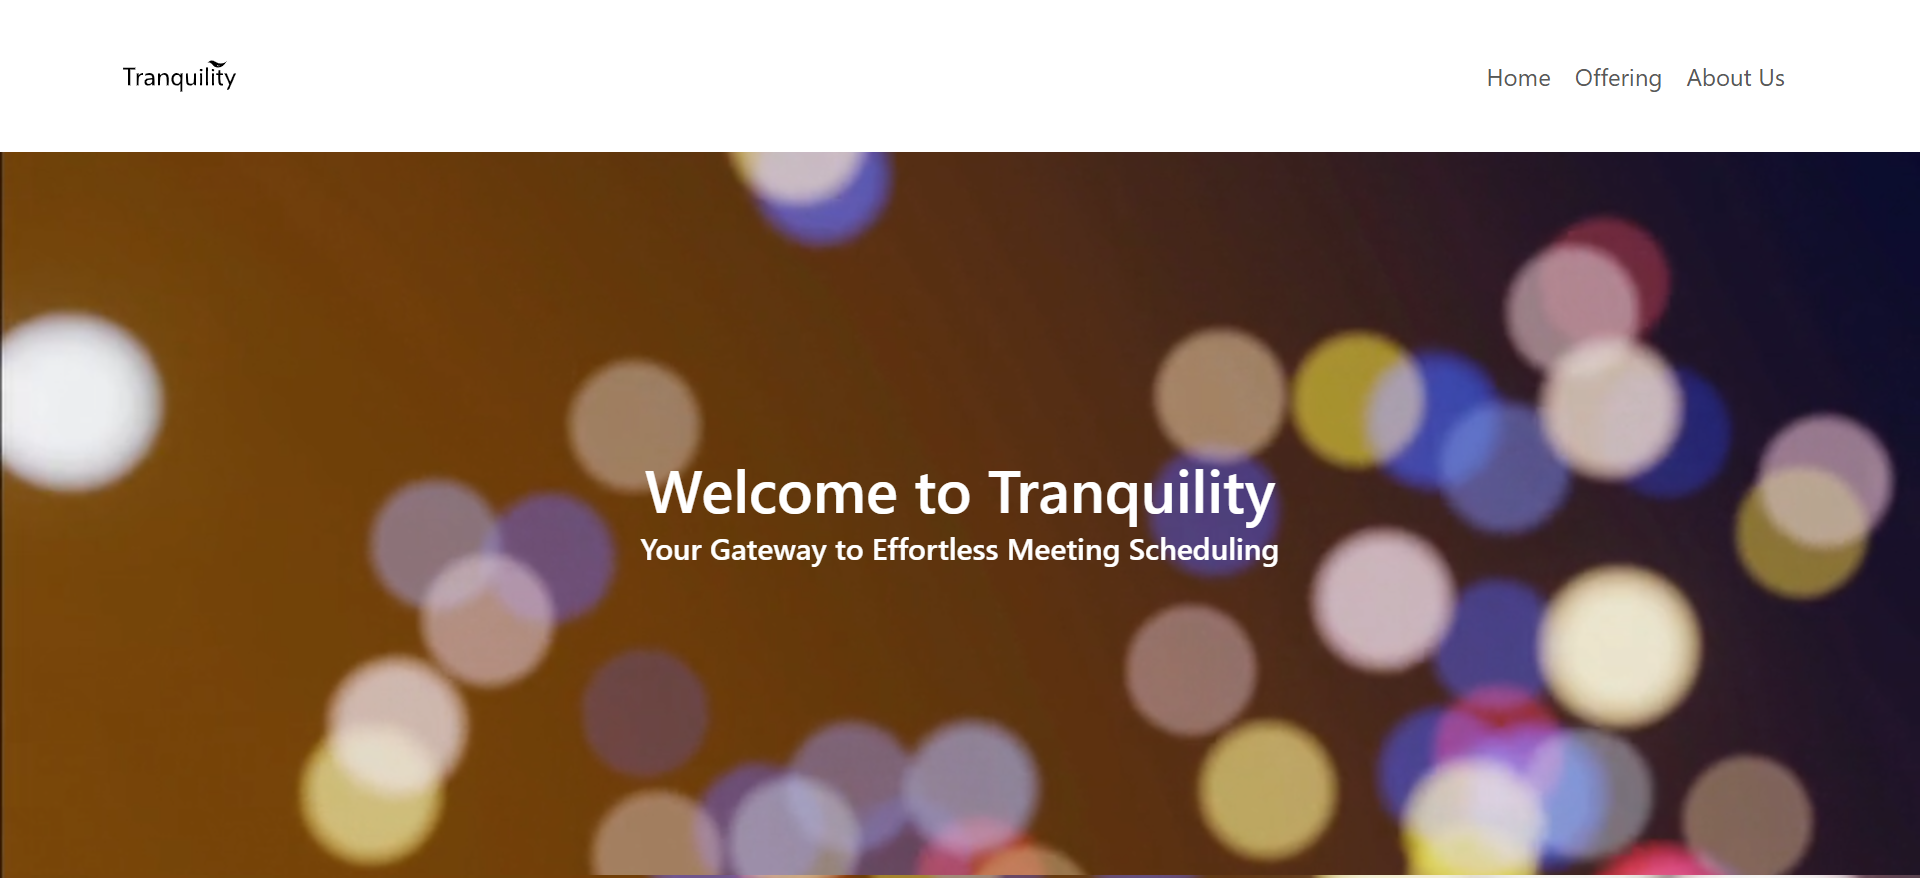 Tranquility
Home Offering About Us
Welcome to Tranquility
Your Gateway to Effortless Meeting Scheduling